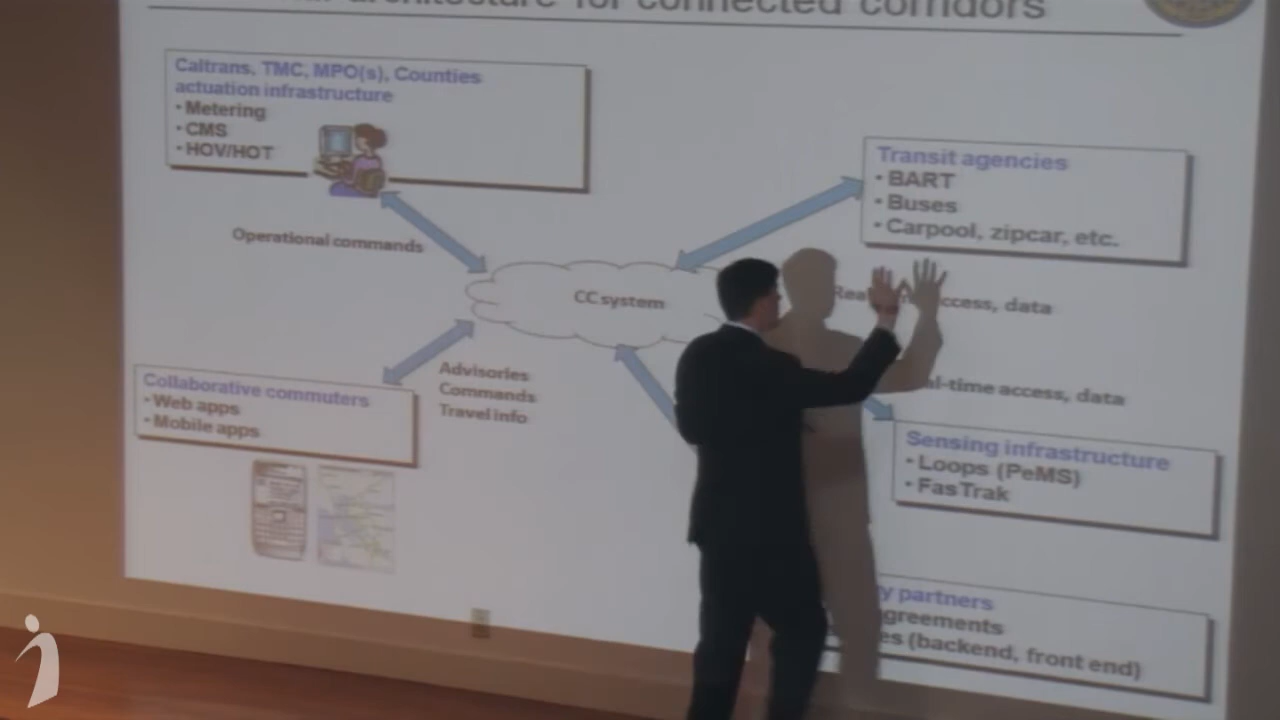 architecture for connected corridors
Caltrans, TMC, MPO(s), Counties
actuation infrastructure
• Metering
• CMS
• HOV/HOT
Transit agencies
• BART
• Buses
• Carpool, zipcar, etc.
Operational commands
CC system
access, data
Advisories
Commands
Travel info
al-time access, data
Collaborative commuters
• Web apps
• Mobile apps
Sensing infrastructure
• Loops (PeMS)
• FasTrak
y partners
greements
es (backend, front end)